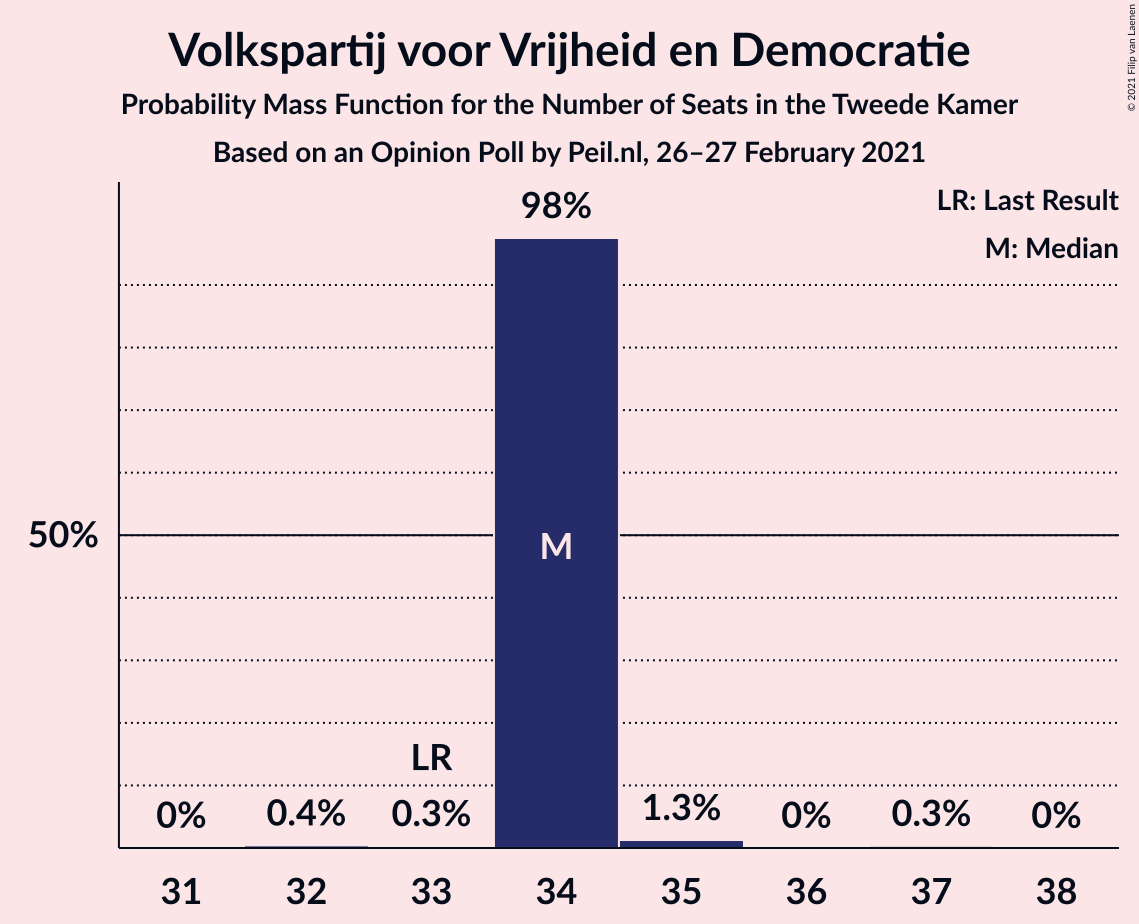 Volkspartij voor Vrijheid en Democratie
Probability Mass Function for the Number of Seats in the Tweede Kamer
Based on an Opinion Poll by Peil.nl, 26–27 February 2021
© 2021 Filip van Laenen
LR: Last Result
M: Median
98%
50%
M
LR
0%
0.4%
0.3%
1.3%
0%
0.3%
0%
31
32
33
34
35
36
37
38